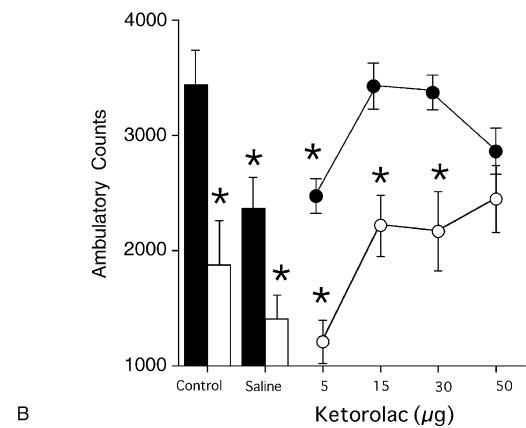 4000
3000
2000
1000
Ambulatory Counts
* * * * * * *
Control Saline 5 15 30 50
Ketorolac (µg)
B